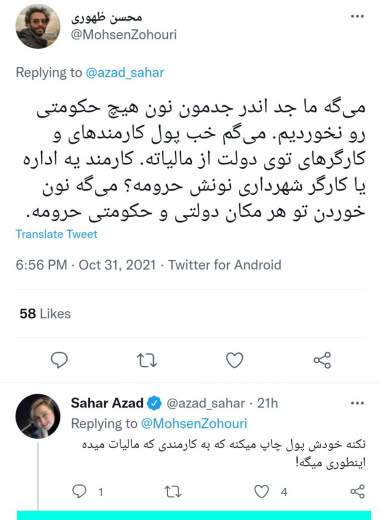 محسن ظهوری
@MohsenZohouri
Replying to @azad_sahar
می‌گه ما جد اندر جدمون نون هیچ حکومتی
رو نخوردیم. می‌گم خب پول کارمندهای و
کارگرهای توی دولت از مالیاته. کارمند یه اداره
یا کارگر شهرداری نونش حرومه؟ می‌گه نون
خوردن تو هر مکان دولتی و حکومتی حرومه.
Translate Tweet
6:56 PM · Oct 31, 2021 · Twitter for Android
58 Likes
Sahar Azad @azad_sahar · 21h
Replying to @MohsenZohouri
نکنه خودش پول چاپ میکنه که به کارمندی که مالیات میده
اینطوری میگه!
1 4